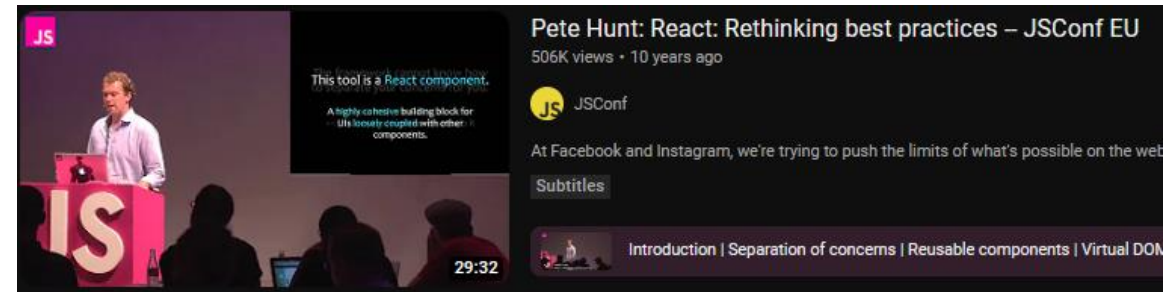 JS
This tool is a React component.
A highly cohesive building block for
UIs loosely coupled with other
components.
JS
29:32
Pete Hunt: React: Rethinking best practices – JSConf EU
506K views • 10 years ago
JS
JSConf
At Facebook and Instagram, we're trying to push the limits of what's possible on the web
Subtitles
Introduction | Separation of concerns | Reusable components | Virtual DOM